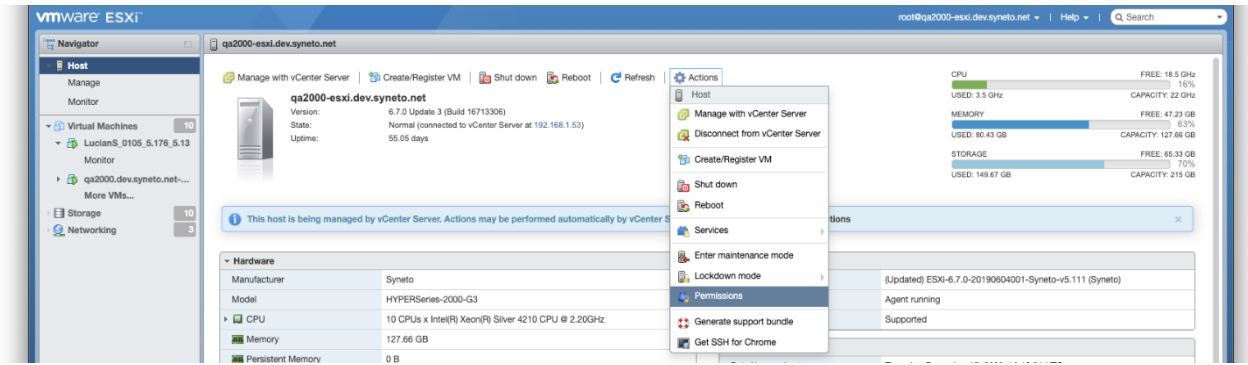 vmware ESXi™
root@qa2000-esxi.dev.syneto.net | Help | Search
Navigator
qa2000-esxi.dev.syneto.net
Host
Manage
Monitor
Virtual Machines 10
LucianS_0105_5.176_5.13
Monitor
qa2000.dev.syneto.net-...
More VMs...
Storage 10
Networking 3
Manage with vCenter Server | Create/Register VM | Shut down Reboot | Refresh | Actions
qa2000-esxi.dev.syneto.net
Version: 6.7.0 Update 3 (Build 16713306)
State: Normal (connected to vCenter Server at 192.168.1.53)
Uptime: 55.05 days
Host
Manage with vCenter Server
Disconnect from vCenter Server
Create/Register VM
Shut down
Reboot
Services
Enter maintenance mode
Lockdown mode
Permissions
Generate support bundle
Get SSH for Chrome
CPU FREE: 18.5 GHz
16%
USED: 3.5 GHz CAPACITY: 22 GHz
MEMORY FREE: 47.23 GB
63%
USED: 80.43 GB CAPACITY: 127.66 GB
STORAGE FREE: 65.33 GB
70%
USED: 149.67 GB CAPACITY: 215 GB
This host is being managed by vCenter Server. Actions may be performed automatically by vCenter S
tions
Hardware
Manufacturer Syneto
Model HYPERSeries-2000-G3
CPU 10 CPUs x Intel(R) Xeon(R) Silver 4210 CPU @ 2.20GHz
Memory 127.66 GB
Persistent Memory 0 B
(Updated) ESXi-6.7.0-20190604001-Syneto-v5.111 (Syneto)
Agent running
Supported